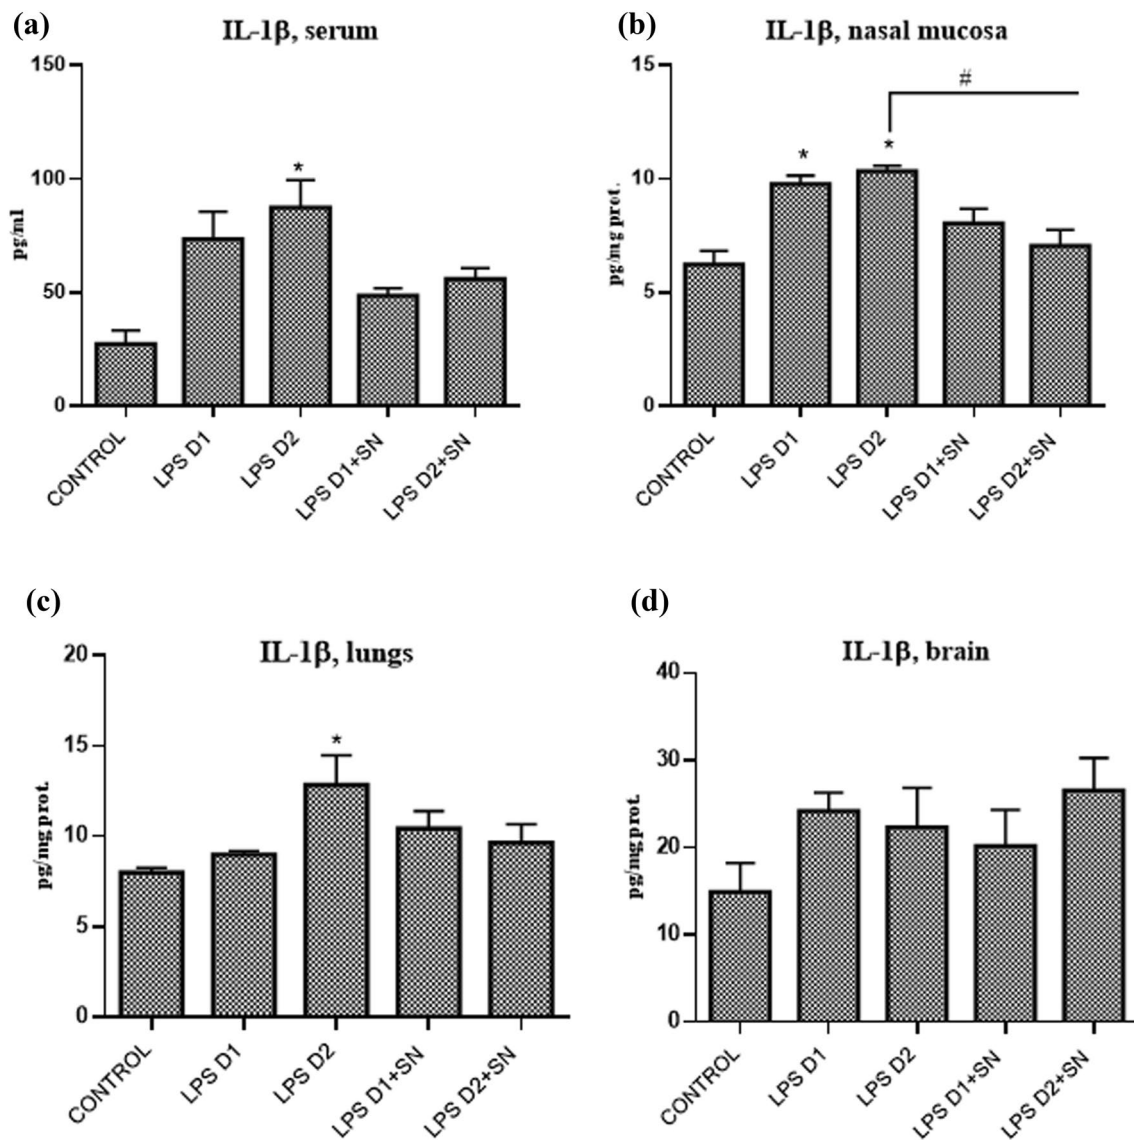 (a)
IL-1β, serum
150
100
50
0
pg/ml
*
CONTROL
LPS D1
LPS D2
LPS D1+SN
LPS D2+SN
(b)
IL-1β, nasal mucosa
15
10
5
0
pg/mg prot.
#
*
*
CONTROL
LPS D1
LPS D2
LPS D1+SN
LPS D2+SN
(c)
IL-1β, lungs
20
15
10
5
0
pg/mg prot.
*
CONTROL
LPS D1
LPS D2
LPS D1+SN
LPS D2+SN
(d)
IL-1β, brain
40
30
20
10
0
pg/mg prot.
CONTROL
LPS D1
LPS D2
LPS D1+SN
LPS D2+SN